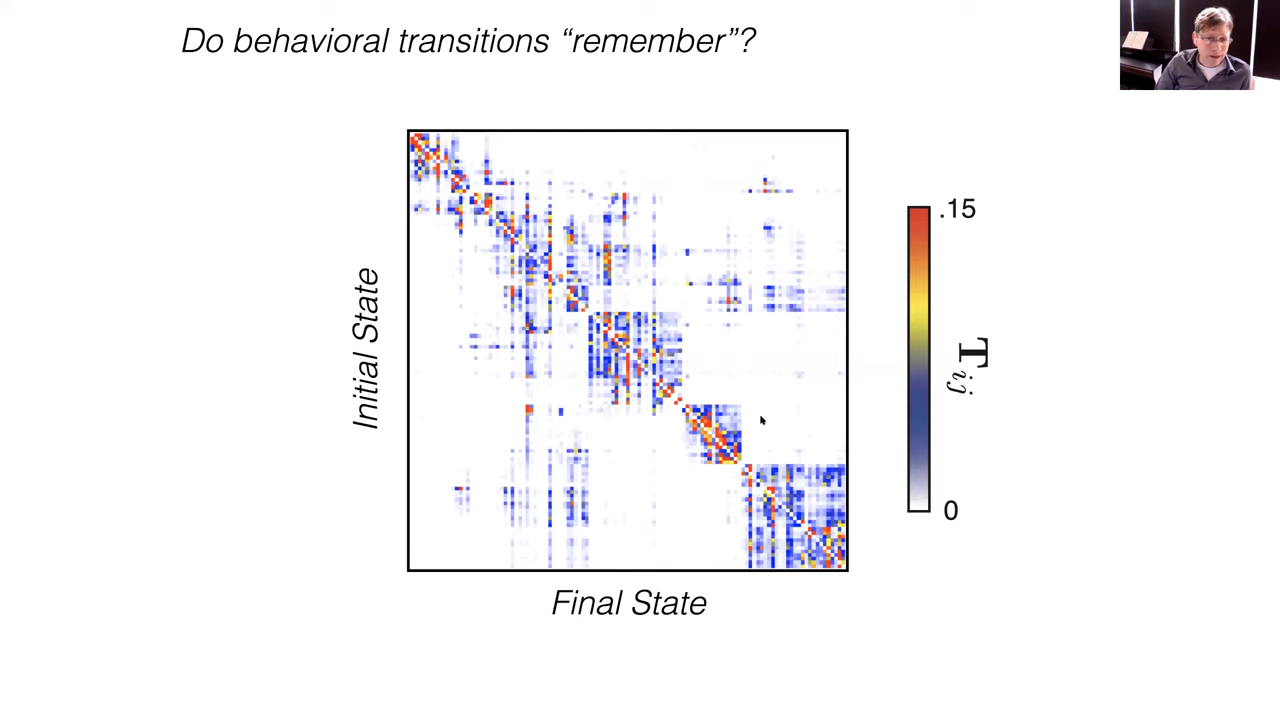 Do behavioral transitions “remember”?
Initial State
Final State
.15
0
T_ij